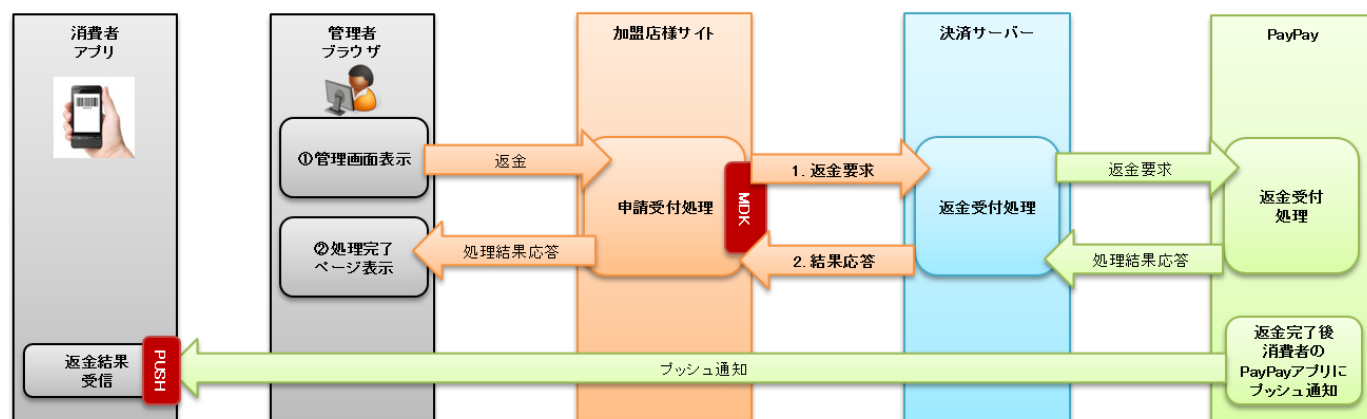 消費者
アプリ
管理者
ブラウザ
加盟店様サイト
決済サーバー
PayPay
①管理画面表示
返金
申請受付処理
MDK
1. 返金要求
返金受付処理
返金要求
返金受付
処理
②処理完了
ページ表示
処理結果応答
2. 結果応答
処理結果応答
返金結果
受信
PUSH
プッシュ通知
返金完了後
消費者の
PayPayアプリに
プッシュ通知